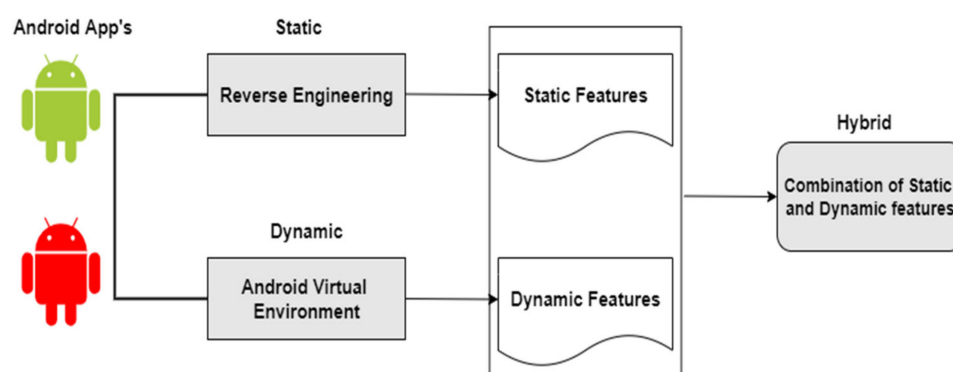 Android App's
Static
Reverse Engineering
Static Features
Hybrid
Combination of Static
and Dynamic features
Dynamic
Android Virtual
Environment
Dynamic Features